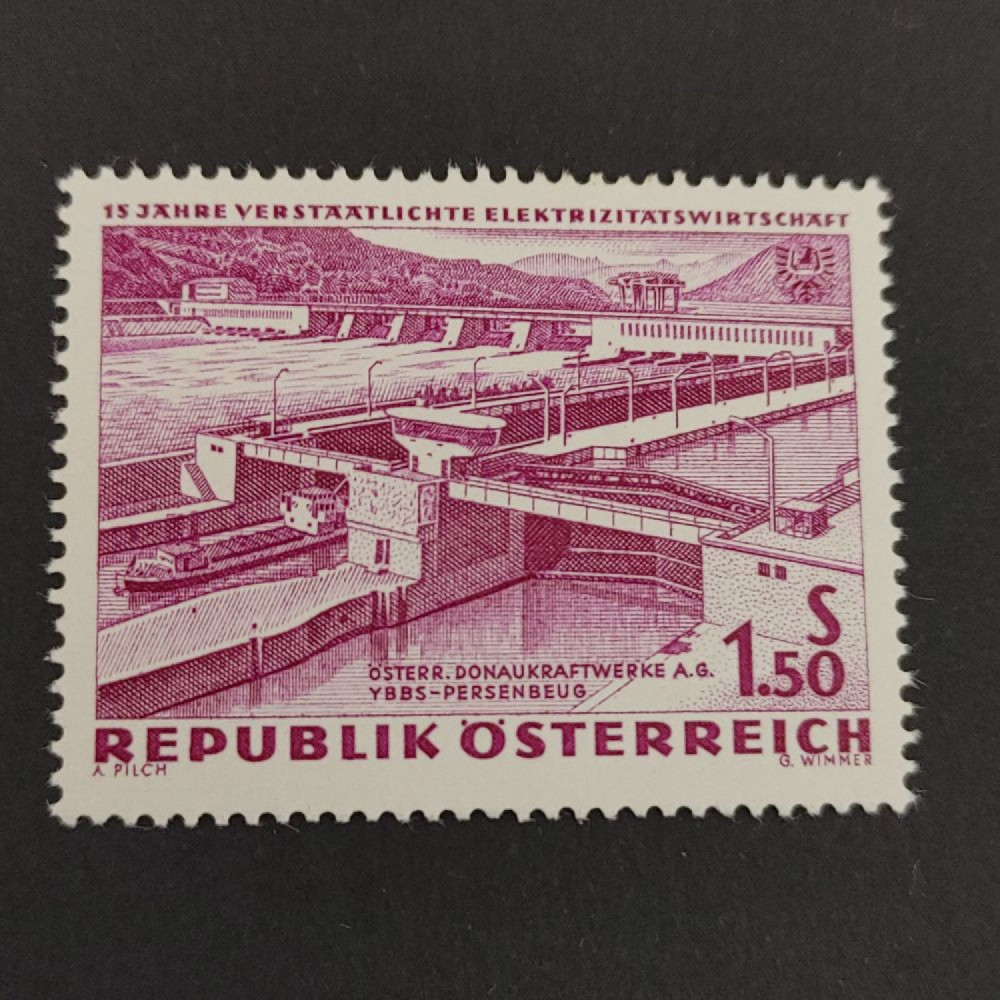 15 JAHRE VERSTAATLICHTE ELEKTRIZITÄTSWIRTSCHAFT
S
1.50
ÖSTERR. DONAUKRAFTWERKE A.G.
YBBS-PERSENBEUG
REPUBLIK ÖSTERREICH
A. PILCH
G. WIMMER